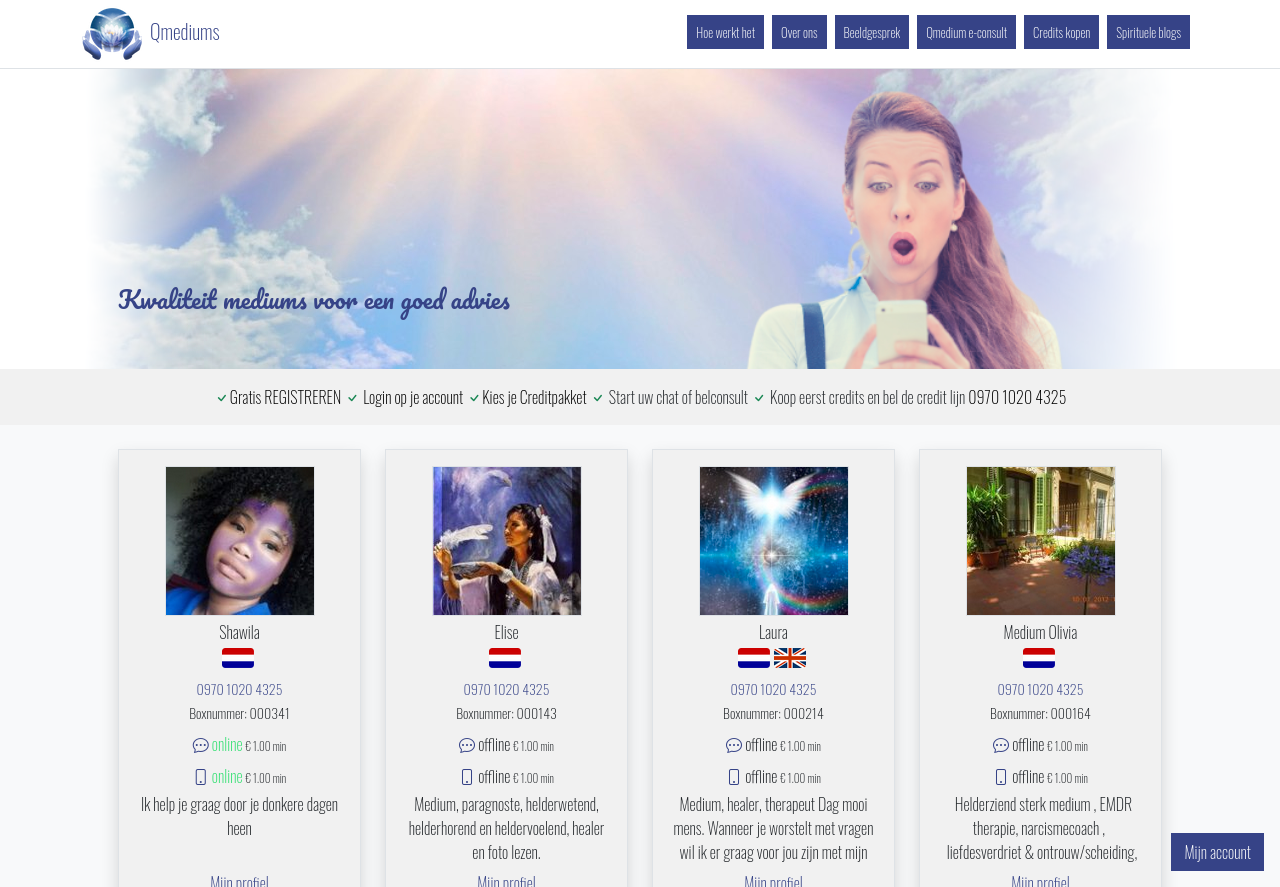 Qmediums
Hoe werkt het
Over ons
Beeldgesprek
Qmedium e-consult
Credits kopen
Spirituele blogs
Kwaliteit mediums voor een goed advies
Gratis REGISTREREN Login op je account Kies je Creditpakket Start uw chat of belconsult Koop eerst credits en bel de credit lijn 0970 1020 4325
Shawila
0970 1020 4325
Boxnummer: 000341
online € 1.00 min
online € 1.00 min
Ik help je graag door je donkere dagen
heen
Mijn profiel
Elise
0970 1020 4325
Boxnummer: 000143
offline € 1.00 min
offline € 1.00 min
Medium, paragnoste, helderwetend,
helderhorend en heldervoelend, healer
en foto lezen.
Mijn profiel
Laura
0970 1020 4325
Boxnummer: 000214
offline € 1.00 min
offline € 1.00 min
Medium, healer, therapeut Dag mooi
mens. Wanneer je worstelt met vragen
wil ik er graag voor jou zijn met mijn
Mijn profiel
Medium Olivia
0970 1020 4325
Boxnummer: 000164
offline € 1.00 min
offline € 1.00 min
Helderziend sterk medium , EMDR
therapie, narcismecoach ,
liefdesverdriet & ontrouw/scheiding,
Mijn profiel
Mijn account